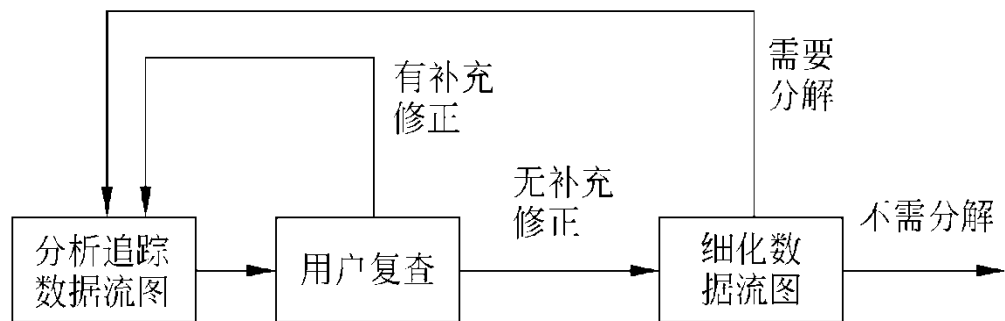 需要
分解
有补充
修正
无补充
修正
不需分解
分析追踪
数据流图
用户复查
细化数
据流图